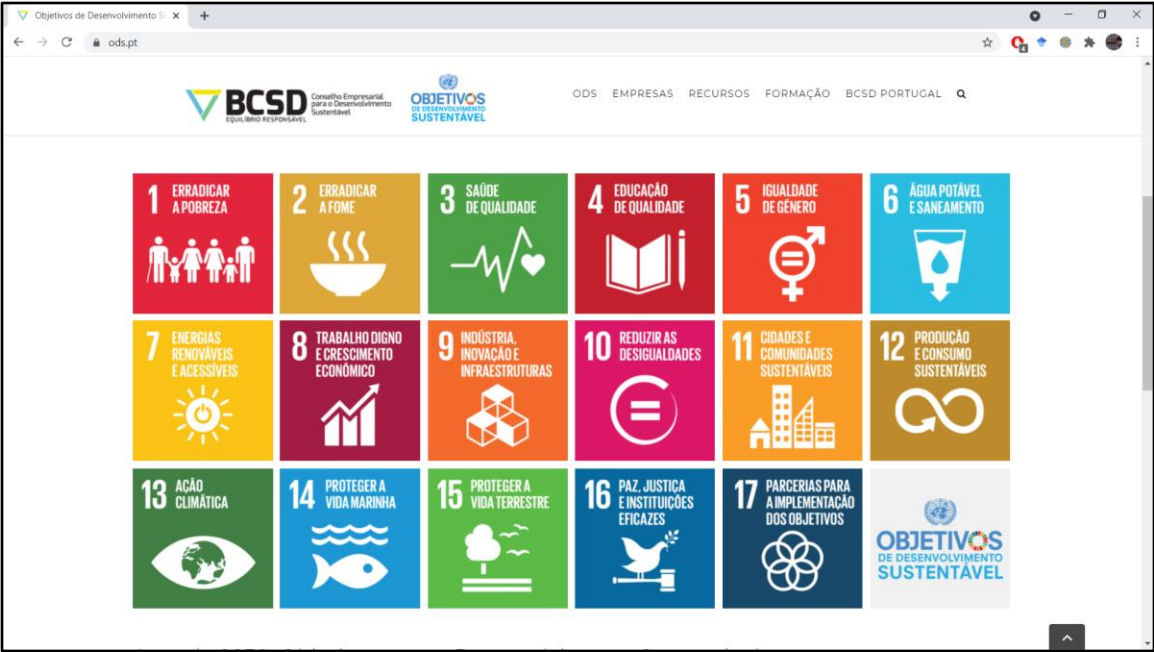 Objetivos de Desenvolvimento S
ods.pt
4
BCSD
EQUILÍBRIO RESPONSÁVEL
Conselho Empresarial
para o Desenvolvimento
Sustentável
OBJETIVOS
DE DESENVOLVIMENTO
SUSTENTÁVEL
ODS EMPRESAS RECURSOS FORMAÇÃO BCSD PORTUGAL
1 ERRADICAR
A POBREZA
2 ERRADICAR
A FOME
3 SAÚDE
DE QUALIDADE
4 EDUCAÇÃO
DE QUALIDADE
5 IGUALDADE
DE GÉNERO
6 ÁGUA POTÁVEL
E SANEAMENTO
7 ENERGIAS
RENOVÁVEIS
E ACESSÍVEIS
8 TRABALHO DIGNO
E CRESCIMENTO
ECONÓMICO
9 INDÚSTRIA,
INOVAÇÃO E
INFRAESTRUTURAS
10 REDUZIR AS
DESIGUALDADES
11 CIDADES E
COMUNIDADES
SUSTENTÁVEIS
12 PRODUÇÃO
E CONSUMO
SUSTENTÁVEIS
13 AÇÃO
CLIMÁTICA
14 PROTEGER A
VIDA MARINHA
15 PROTEGER A
VIDA TERRESTRE
16 PAZ, JUSTIÇA
E INSTITUIÇÕES
EFICAZES
17 PARCERIAS PARA
A IMPLEMENTAÇÃO
DOS OBJETIVOS
OBJETIVOS
DE DESENVOLVIMENTO
SUSTENTÁVEL